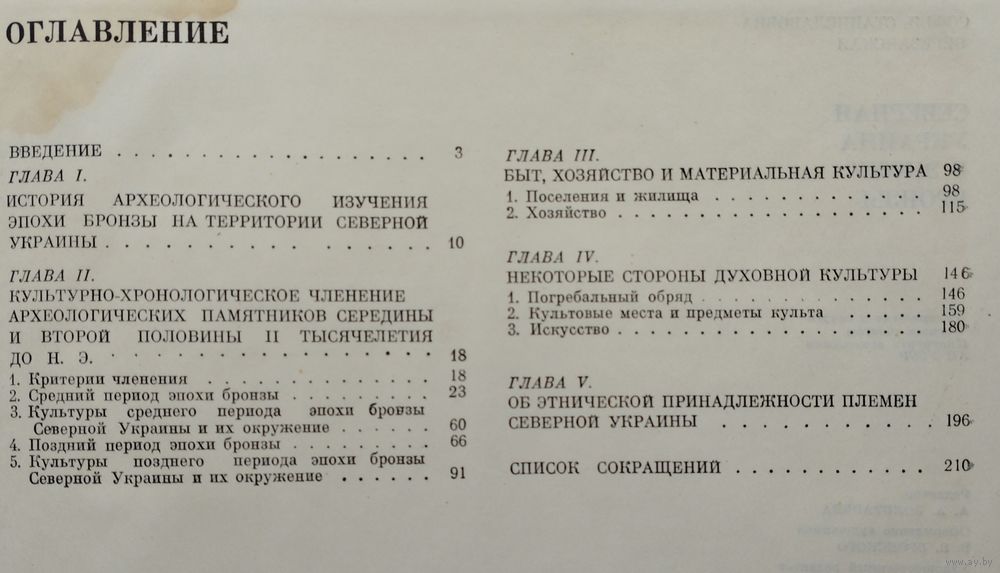 ОГЛАВЛЕНИЕ
ВВЕДЕНИЕ . . . . . . . . . . . . . . 3
ГЛАВА I.
ИСТОРИЯ АРХЕОЛОГИЧЕСКОГО ИЗУЧЕНИЯ
ЭПОХИ БРОНЗЫ НА ТЕРРИТОРИИ СЕВЕРНОЙ
УКРАИНЫ . . . . . . . . . . . . . . 10
ГЛАВА II.
КУЛЬТУРНО-ХРОНОЛОГИЧЕСКОЕ ЧЛЕНЕНИЕ
АРХЕОЛОГИЧЕСКИХ ПАМЯТНИКОВ СЕРЕДИНЫ
И ВТОРОЙ ПОЛОВИНЫ II ТЫСЯЧЕЛЕТИЯ
ДО Н. Э. . . . . . . . . . . . . . . 18
1. Критерии членения . . . . . . . . . . 18
2. Средний период эпохи бронзы . . . . . . . 23
3. Культуры среднего периода эпохи бронзы
Северной Украины и их окружение . . . . . . 60
4. Поздний период эпохи бронзы . . . . . . . 66
5. Культуры позднего периода эпохи бронзы
Северной Украины и их окружение . . . . . . 91
ГЛАВА III.
БЫТ, ХОЗЯЙСТВО И МАТЕРИАЛЬНАЯ КУЛЬТУРА 98
1. Поселения и жилища . . . . . . . . . . 98
2. Хозяйство . . . . . . . . . . . . . . 115
ГЛАВА IV.
НЕКОТОРЫЕ СТОРОНЫ ДУХОВНОЙ КУЛЬТУРЫ 146
1. Погребальный обряд . . . . . . . . . . 146
2. Культовые места и предметы культа . . . . . 159
3. Искусство . . . . . . . . . . . . . . 180
ГЛАВА V.
ОБ ЭТНИЧЕСКОЙ ПРИНАДЛЕЖНОСТИ ПЛЕМЕН
СЕВЕРНОЙ УКРАИНЫ . . . . . . . . . . 196
СПИСОК СОКРАЩЕНИЙ . . . . . . . . . . 210
www.ay.by